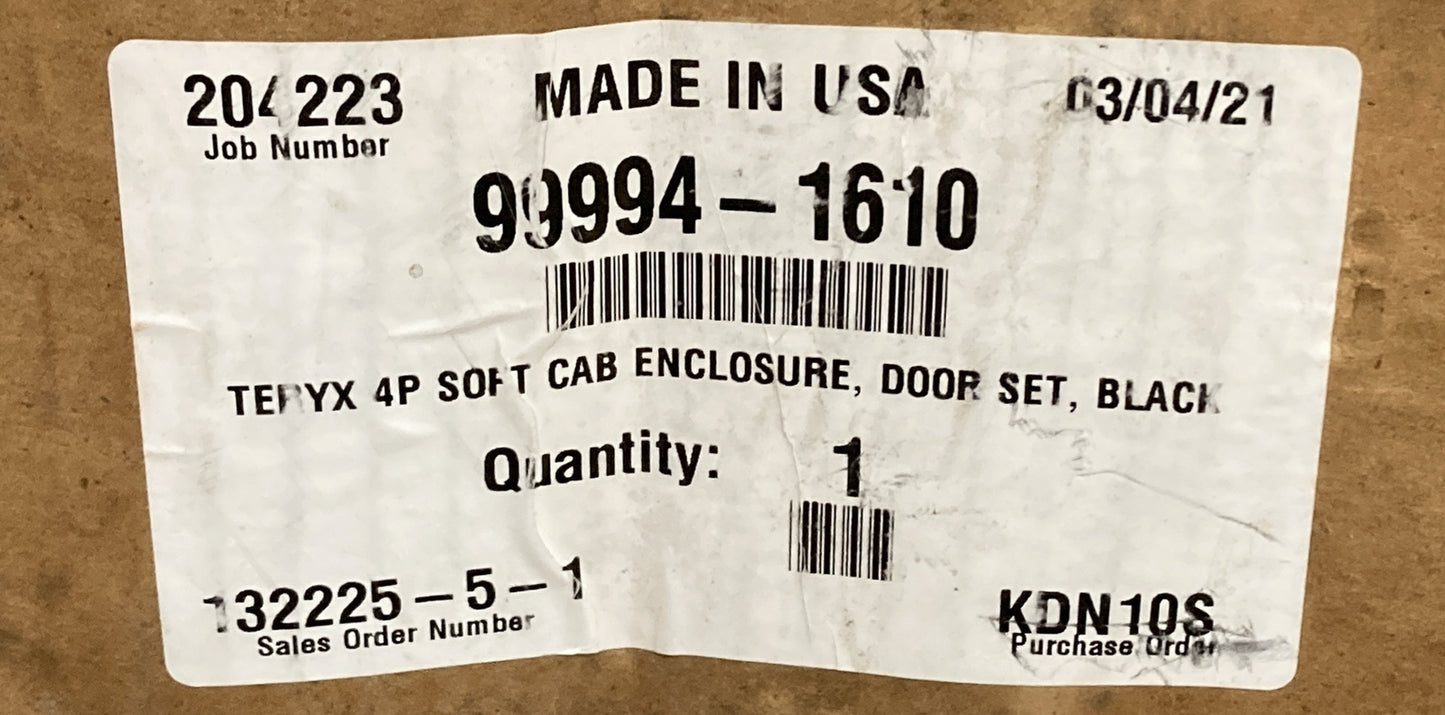 204223 MADE IN USA 03/04/21
Job Number
99994-1610
TERYX 4P SOFT CAB ENCLOSURE, DOOR SET, BLACK
Quantity: 1
132225-5-1 KDN10S
Sales Order Number Purchase Order